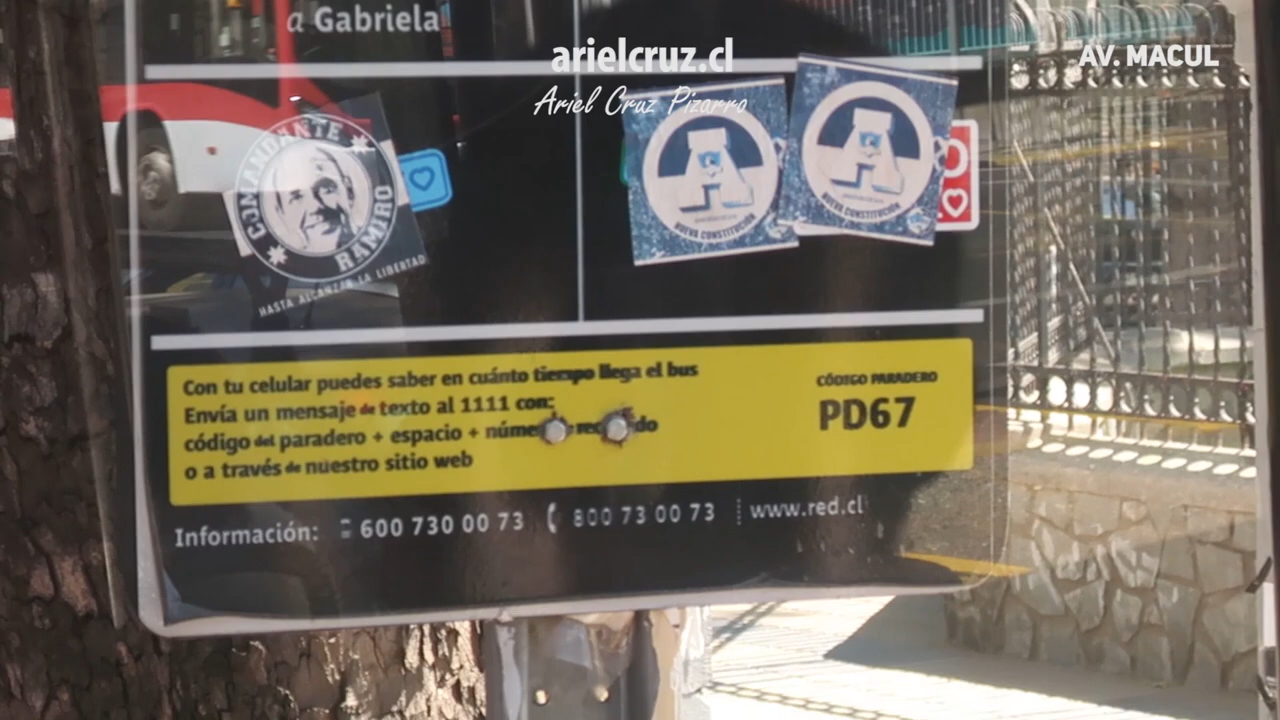 a Gabriela
arielcruz.cl
Ariel Cruz Pizarro
AV. MACUL
COMANDANTE
RAMIRO
HASTA ALCANZAR LA LIBERTAD
A
NUEVA CONSTITUCIÓN
A
NUEVA CONSTITUCIÓN
Con tu celular puedes saber en cuánto tiempo llega el bus
Envía un mensaje de texto al 1111 con:
código del paradero + espacio +
o a través de nuestro sitio web
CÓDIGO PARADERO
PD67
Información: 600 730 00 73 800 73 00 73 www.red.cl